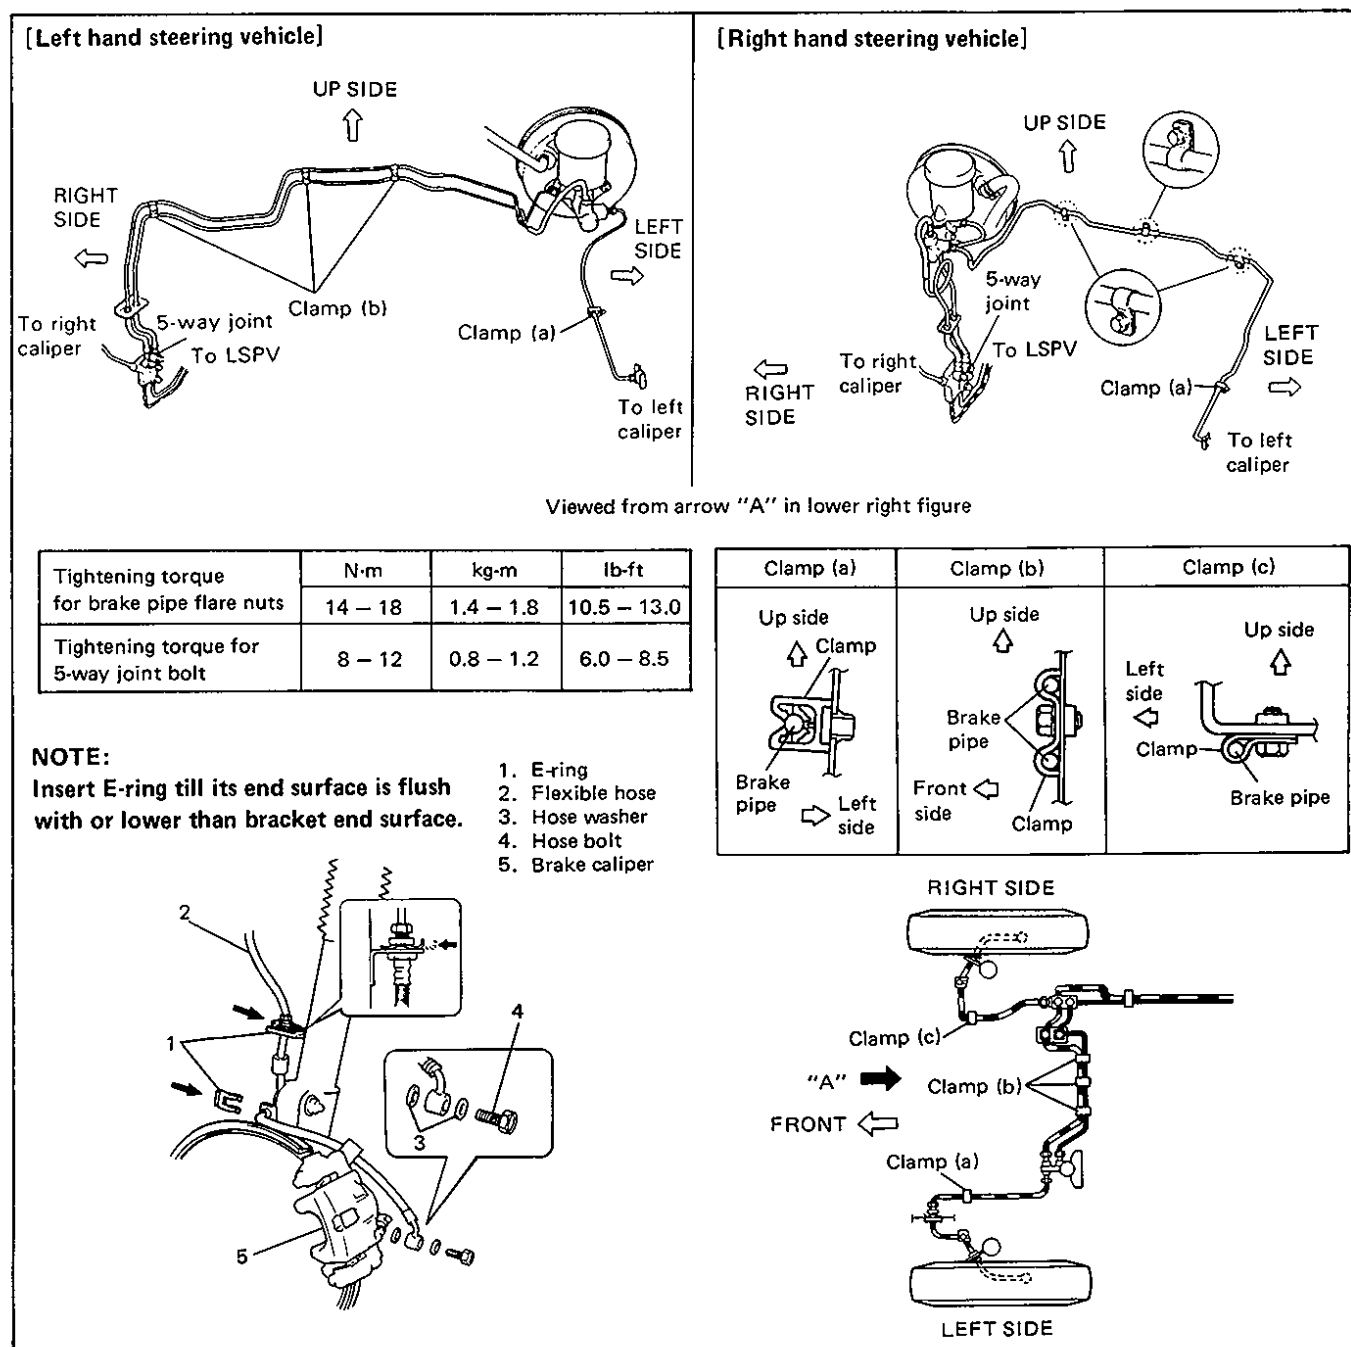 [Left hand steering vehicle]
UP SIDE
RIGHT
SIDE
LEFT
SIDE
Clamp (b)
Clamp (a)
To right
caliper
5-way joint
To LSPV
To left
caliper
[Right hand steering vehicle]
UP SIDE
5-way
joint
To LSPV
To right
caliper
RIGHT
SIDE
LEFT
SIDE
Clamp (a)
To left
caliper
Viewed from arrow "A" in lower right figure
Tightening torque
for brake pipe flare nuts
N·m
kg-m
lb-ft
14 – 18
1.4 – 1.8
10.5 – 13.0
Tightening torque for
5-way joint bolt
8 – 12
0.8 – 1.2
6.0 – 8.5
Clamp (a)
Clamp (b)
Clamp (c)
Up side
Clamp
Brake
pipe
Left
side
Up side
Brake
pipe
Front
side
Clamp
Up side
Left
side
Clamp
Brake pipe
NOTE:
Insert E-ring till its end surface is flush
with or lower than bracket end surface.
1. E-ring
2. Flexible hose
3. Hose washer
4. Hose bolt
5. Brake caliper
2
1
4
3
5
RIGHT SIDE
Clamp (c)
"A"
Clamp (b)
FRONT
Clamp (a)
LEFT SIDE